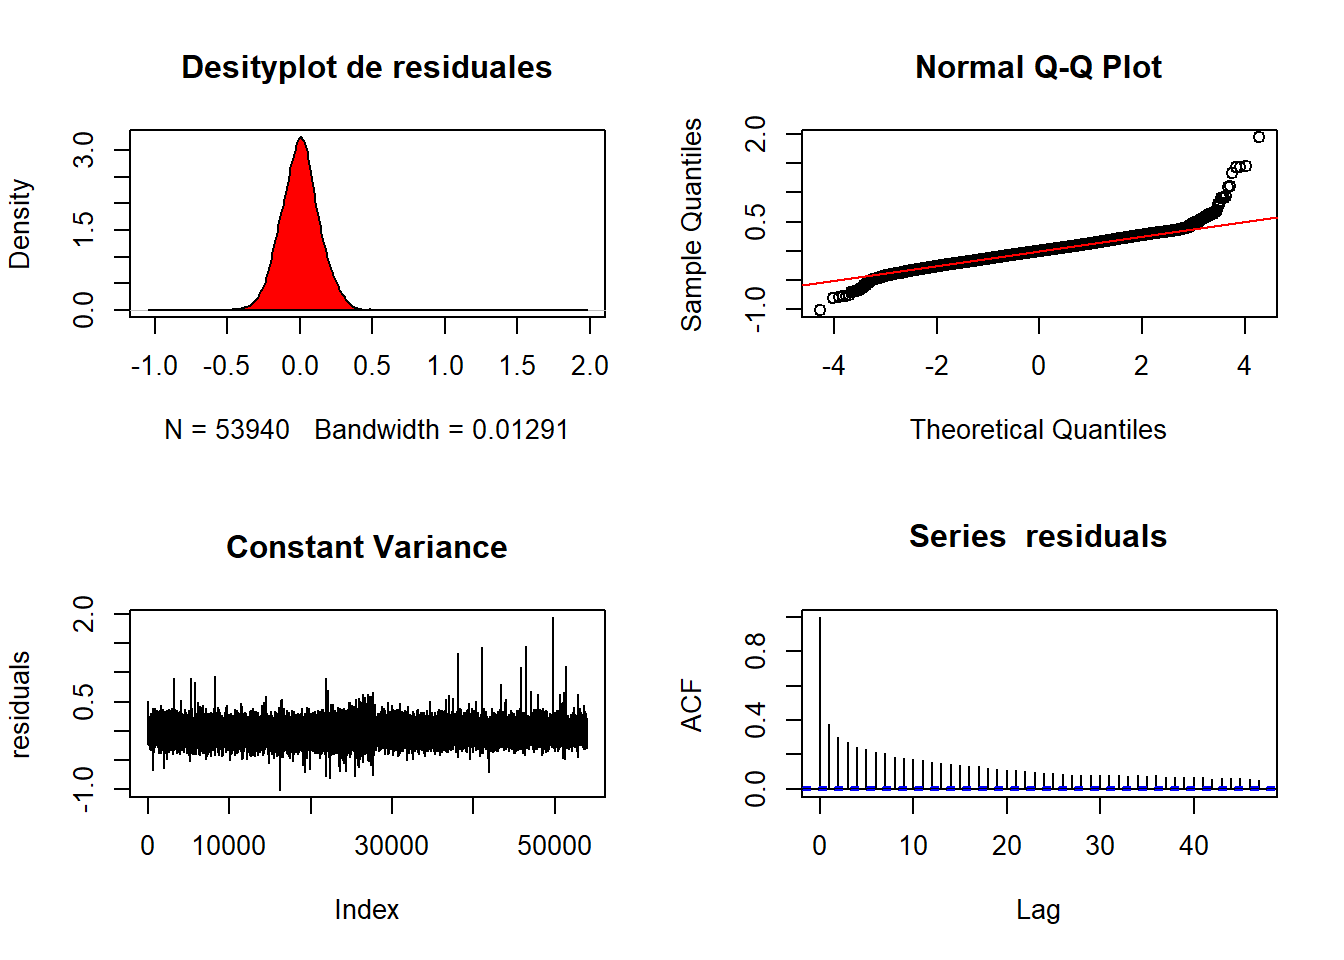 Desityplot de residuales
Density
3.0
1.5
0.0
-1.0 -0.5 0.0 0.5 1.0 1.5 2.0
N = 53940 Bandwidth = 0.01291
Normal Q-Q Plot
Sample Quantiles
2.0
0.5
-1.0
-4 -2 0 2 4
Theoretical Quantiles
Constant Variance
residuals
2.0
0.5
-1.0
0 10000 30000 50000
Index
Series residuals
ACF
0.8
0.4
0.0
0 10 20 30 40
Lag